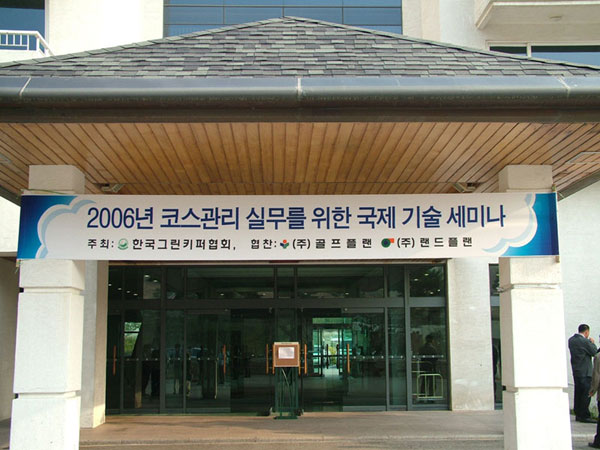 2006년 코스관리 실무를 위한 국제 기술 세미나
주최: 한국그린키퍼협회, 협찬: (주)골프플랜 (주)랜드플랜